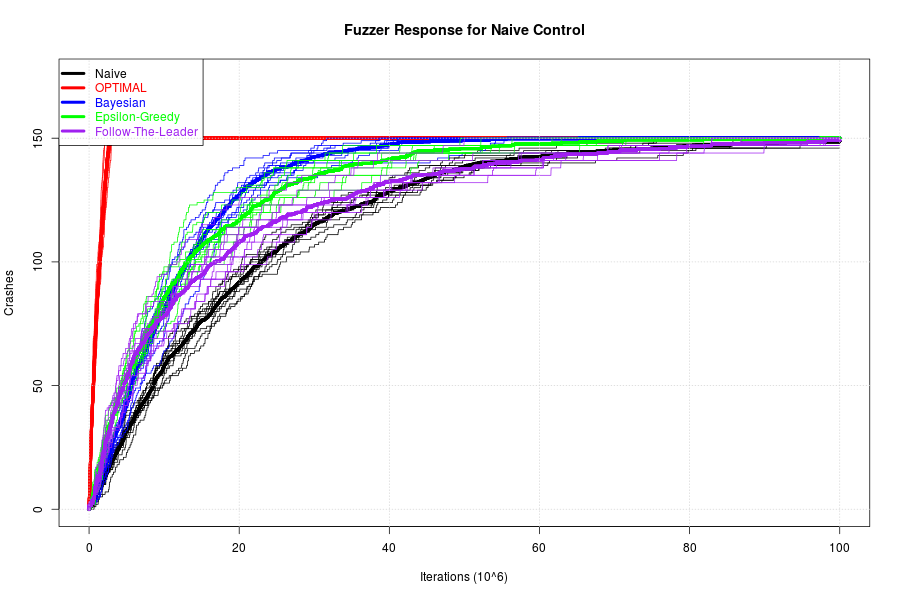 Fuzzer Response for Naive Control
Naive
OPTIMAL
Bayesian
Epsilon-Greedy
Follow-The-Leader
150
100
50
0
Crashes
0 20 40 60 80 100
Iterations (10^6)